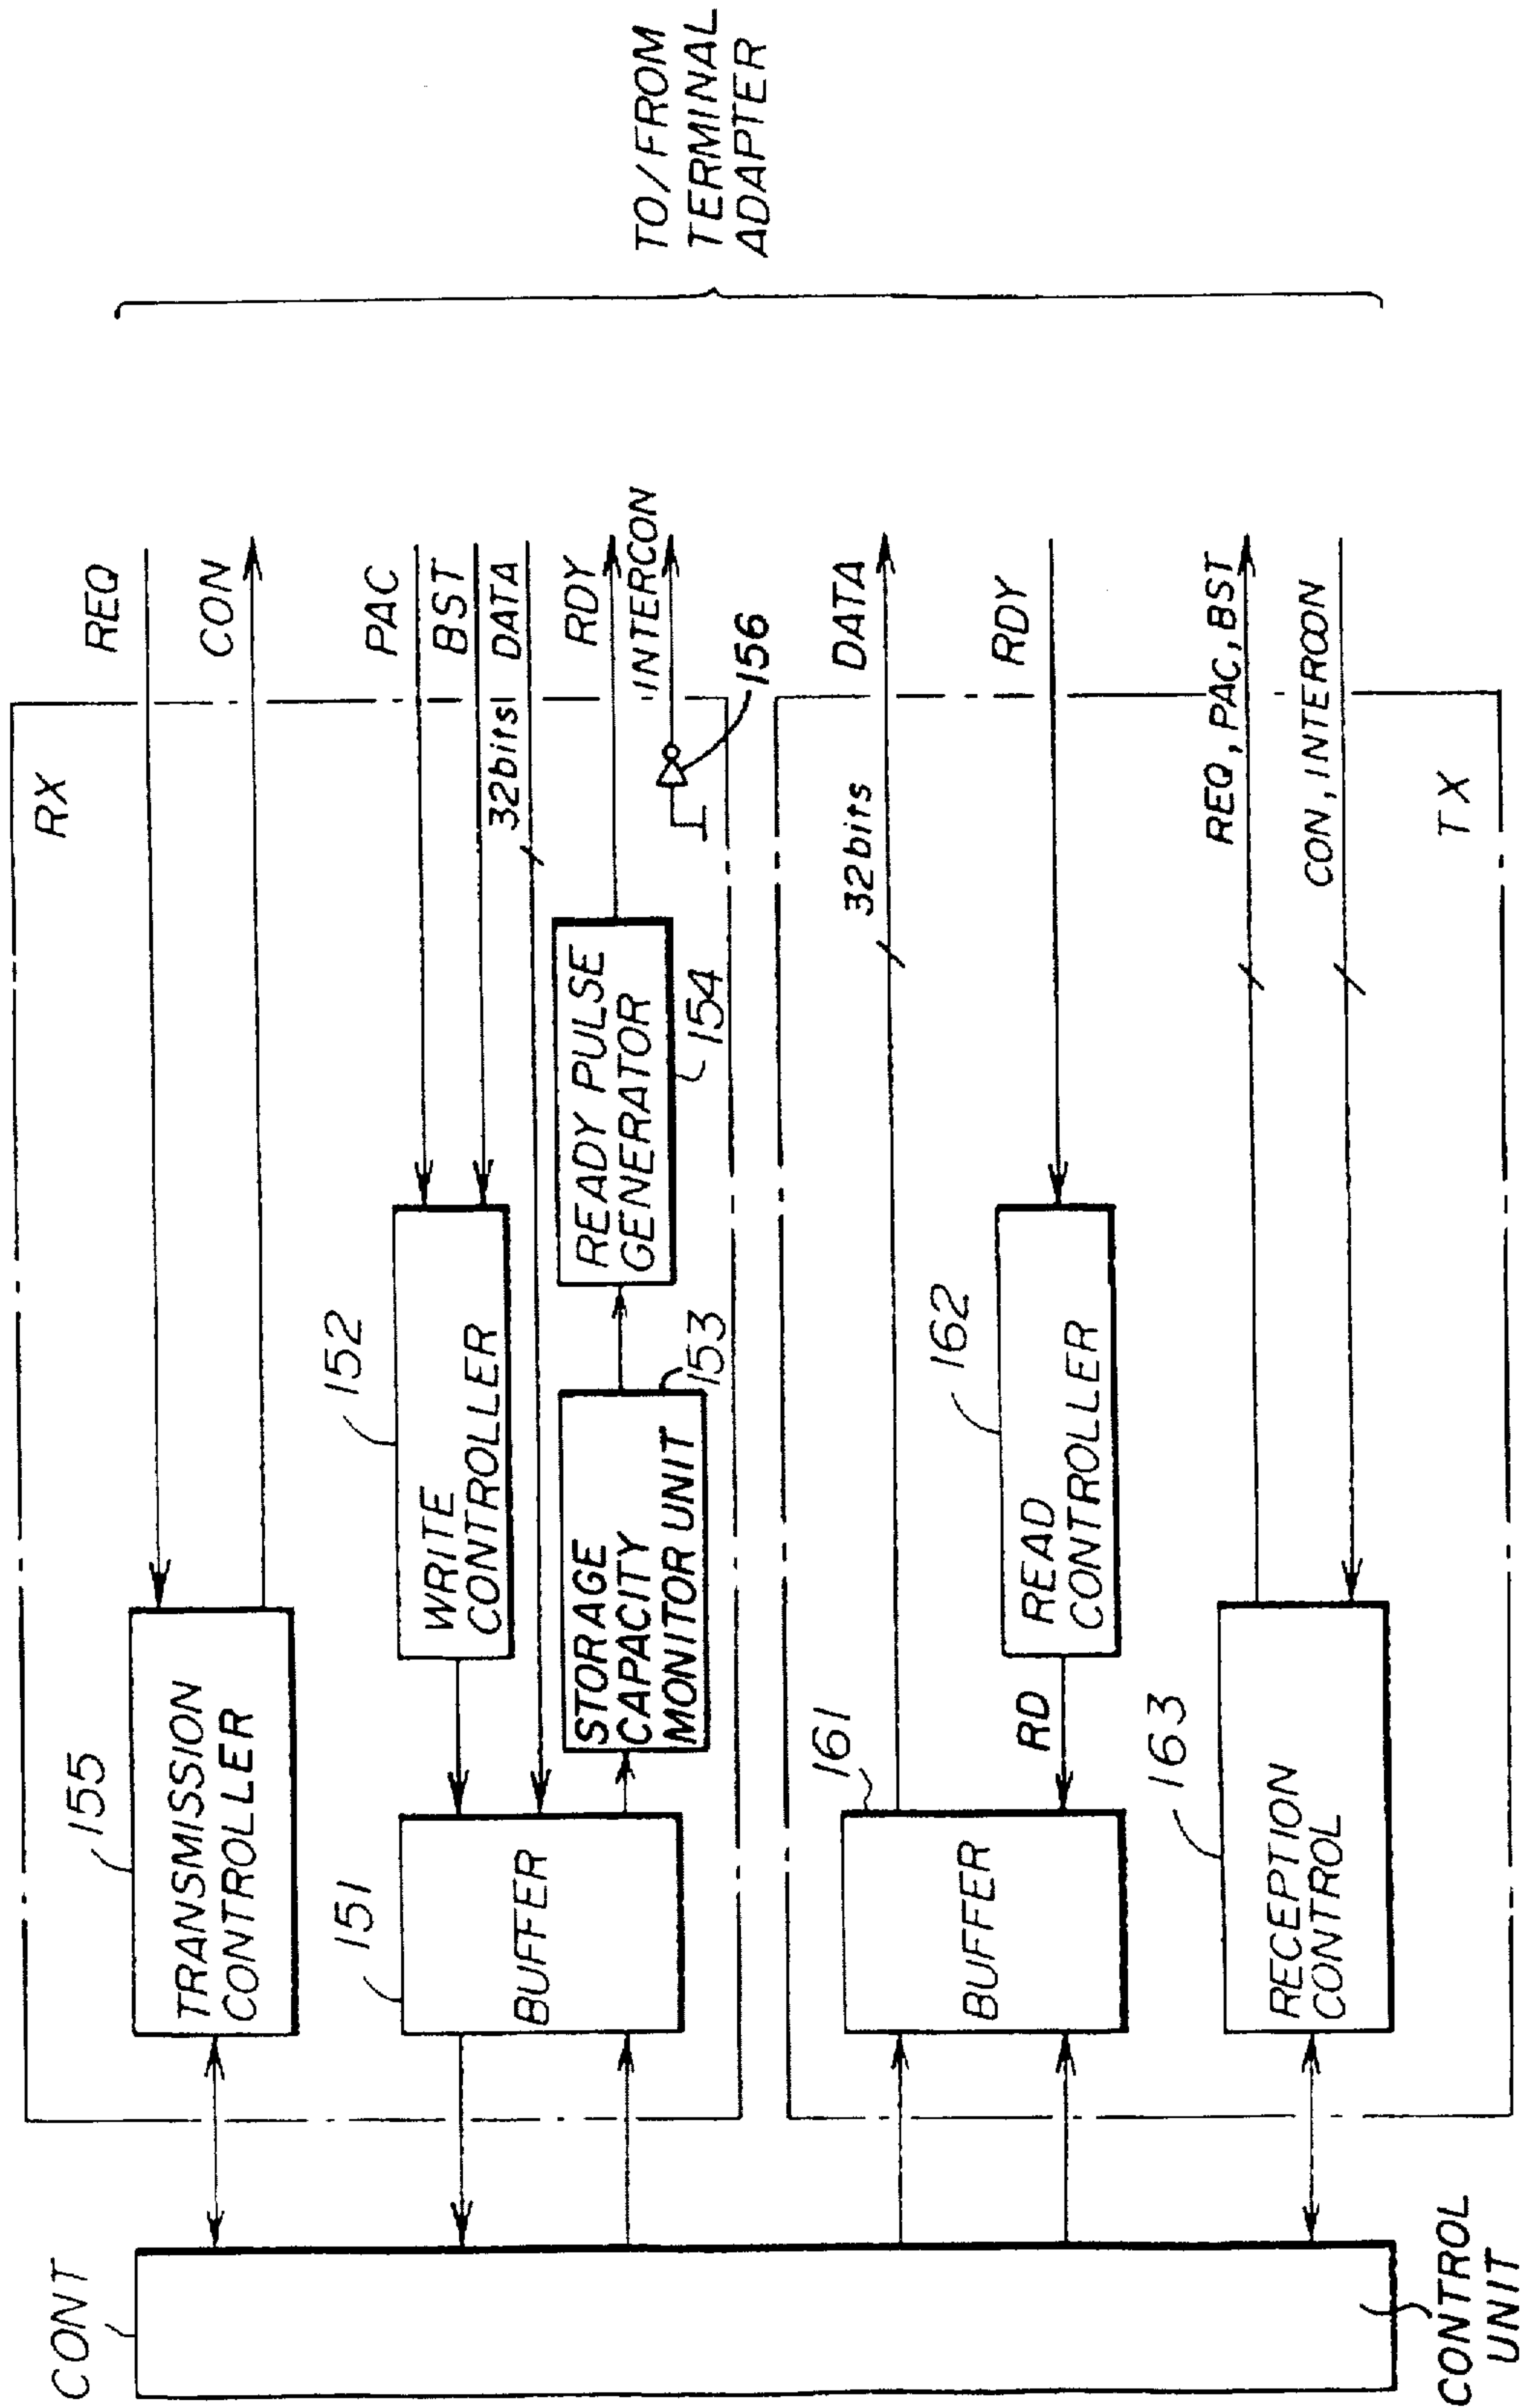 CONT
CONTROL
UNIT
RX
155
TRANSMISSION
CONTROLLER
REQ
CON
151
BUFFER
152
WRITE
CONTROLLER
PAC
BST
32bits DATA
STORAGE
CAPACITY
MONITOR UNIT
153
READY PULSE
GENERATOR
154
RDY
INTERCON
156
161
BUFFER
32bits
DATA
RD
162
READ
CONTROLLER
RDY
163
RECEPTION
CONTROL
REQ, PAC, BST
CON, INTERCON
TX
TO/FROM
TERMINAL
ADAPTER